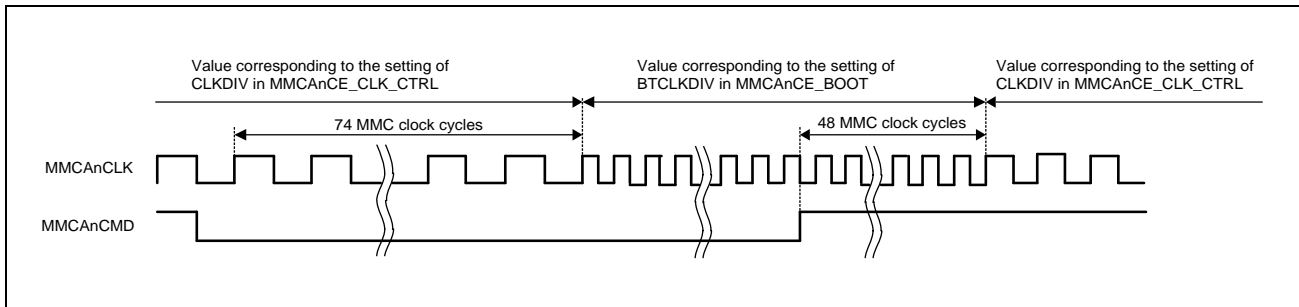 Value corresponding to the setting of
CLKDIV in MMCAnCE_CLK_CTRL
Value corresponding to the setting of
BTCLKDIV in MMCAnCE_BOOT
Value corresponding to the setting of
CLKDIV in MMCAnCE_CLK_CTRL
74 MMC clock cycles
48 MMC clock cycles
MMCAnCLK
MMCAnCMD